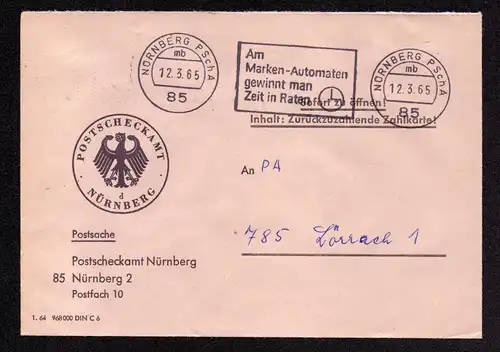 NÜRNBERG PSchA
mb
12.3.65
85
Am
Marken-Automaten
gewinnt man
Zeit in Raten
NÜRNBERG PSchA
mb
12.3.65
85
Sofort zu öffnen!
Inhalt: Zurückzuzahlende Zahlkarte!
POSTSCHECKAMT
d
NÜRNBERG
An PA
785 Lörrach 1
Postsache
Postscheckamt Nürnberg
85 Nürnberg 2
Postfach 10
1. 64 968000 DIN C 6